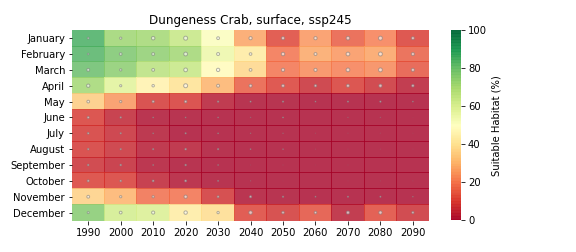 Dungeness Crab, surface, ssp245
January
February
March
April
May
June
July
August
September
October
November
December
1990 2000 2010 2020 2030 2040 2050 2060 2070 2080 2090
100
80
60
40
20
0
Suitable Habitat (%)